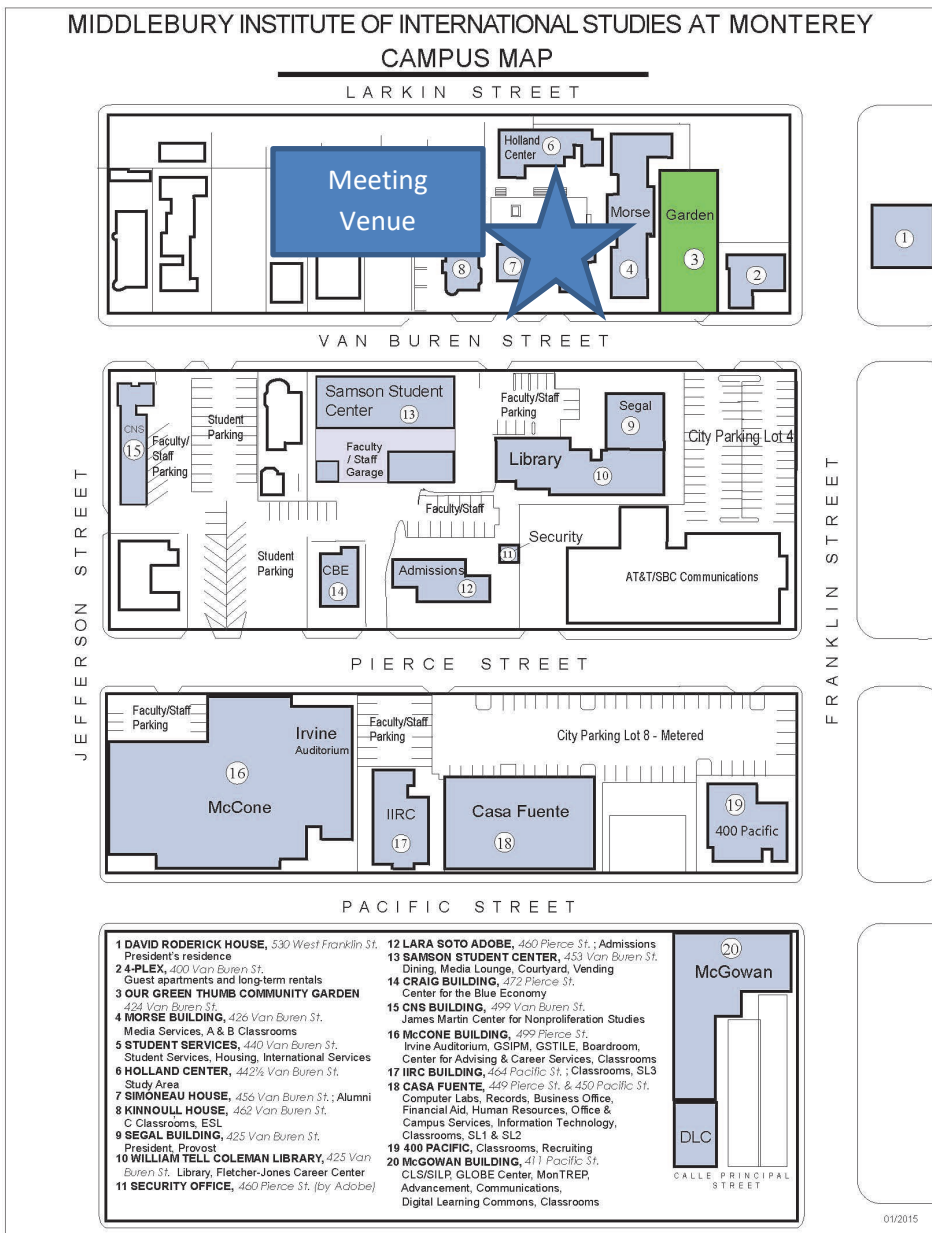 MIDDLEBURY INSTITUTE OF INTERNATIONAL STUDIES AT MONTEREY
CAMPUS MAP
LARKIN STREET
Holland
Center
6
Meeting
Venue
Morse
Garden
1
8
7
4
3
2
VAN BUREN STREET
CNS
15
Faculty/
Staff
Parking
Student
Parking
Samson Student
Center
13
Faculty
/ Staff
Garage
Faculty/Staff
Parking
Segal
9
Library
10
City Parking Lot 4
Faculty/Staff
Security
11
Student
Parking
CBE
14
Admissions
12
AT&T/SBC Communications
JEFFERSON STREET
FRANKLIN STREET
PIERCE STREET
Faculty/Staff
Parking
Irvine
Auditorium
16
McCone
Faculty/Staff
Parking
City Parking Lot 8 - Metered
IIRC
17
Casa Fuente
18
19
400 Pacific
PACIFIC STREET
1 DAVID RODERICK HOUSE, 530 West Franklin St.
President's residence
2 4-PLEX, 400 Van Buren St.
Guest apartments and long-term rentals
3 OUR GREEN THUMB COMMUNITY GARDEN
424 Van Buren St.
4 MORSE BUILDING, 426 Van Buren St.
Media Services, A & B Classrooms
5 STUDENT SERVICES, 440 Van Buren St.
Student Services, Housing, International Services
6 HOLLAND CENTER, 442½ Van Buren St.
Study Area
7 SIMONEAU HOUSE, 456 Van Buren St.; Alumni
8 KINNOULL HOUSE, 462 Van Buren St.
C Classrooms, ESL
9 SEGAL BUILDING, 425 Van Buren St.
President, Provost
10 WILLIAM TELL COLEMAN LIBRARY, 425 Van
Buren St. Library, Fletcher-Jones Career Center
11 SECURITY OFFICE, 460 Pierce St. (by Adobe)
12 LARA SOTO ADOBE, 460 Pierce St. ; Admissions
13 SAMSON STUDENT CENTER, 453 Van Buren St.
Dining, Media Lounge, Courtyard, Vending
14 CRAIG BUILDING, 472 Pierce St.
Center for the Blue Economy
15 CNS BUILDING, 499 Van Buren St.
James Martin Center for Nonproliferation Studies
16 McCONE BUILDING, 499 Pierce St.
Irvine Auditorium, GSIPM, GSTILE, Boardroom,
Center for Advising & Career Services, Classrooms
17 IIRC BUILDING, 464 Pacific St.; Classrooms, SL3
18 CASA FUENTE, 449 Pierce St. & 450 Pacific St.
Computer Labs, Records, Business Office,
Financial Aid, Human Resources, Office &
Campus Services, Information Technology,
Classrooms, SL1 & SL2
19 400 PACIFIC, Classrooms, Recruiting
20 McGOWAN BUILDING, 411 Pacific St.
CLS/SILP, GLOBE Center, MonTREP,
Advancement, Communications,
Digital Learning Commons, Classrooms
20
McGowan
DLC
CALLE PRINCIPAL
STREET
01/2015